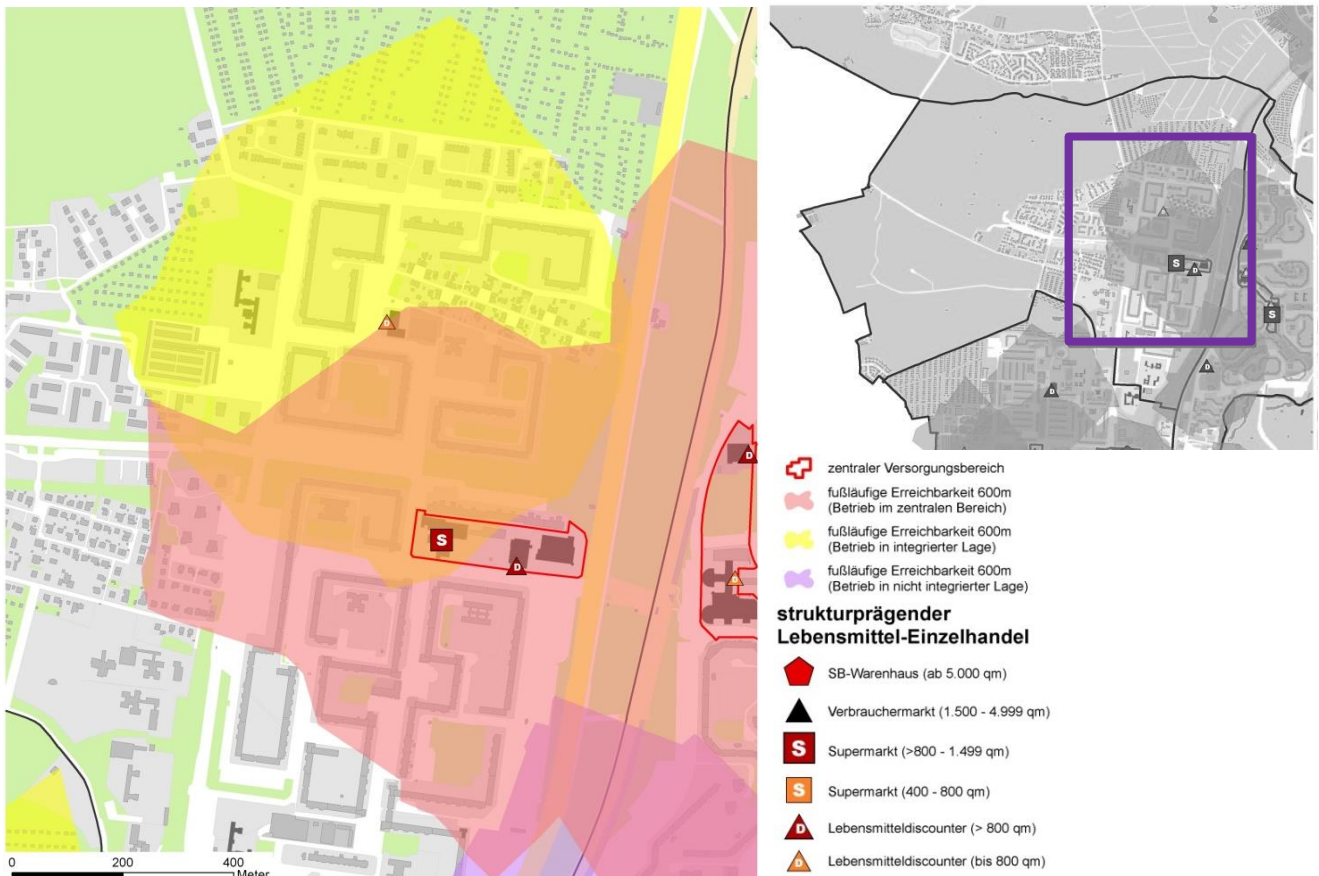 D
S
D
D
D
0
200
400
Meter
D
S
D
S
D
D
zentraler Versorgungsbereich
fußläufige Erreichbarkeit 600m
(Betrieb im zentralen Bereich)
fußläufige Erreichbarkeit 600m
(Betrieb in integrierter Lage)
fußläufige Erreichbarkeit 600m
(Betrieb in nicht integrierter Lage)
strukturprägender
Lebensmittel-Einzelhandel
SB-Warenhaus (ab 5.000 qm)
Verbrauchermarkt (1.500 - 4.999 qm)
S Supermarkt (>800 - 1.499 qm)
S Supermarkt (400 - 800 qm)
D Lebensmitteldiscounter (> 800 qm)
D Lebensmitteldiscounter (bis 800 qm)